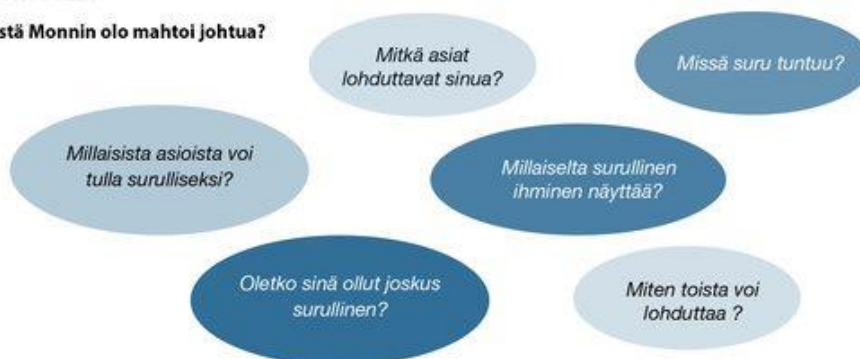 stä Monnin olo mahtoi johtua?
Mitkä asiat
lohduttavat sinua?
Missä suru tuntuu?
Millaisista asioista voi
tulla surulliseksi?
Millaiselta surullinen
ihminen näyttää?
Oletko sinä ollut joskus
surullinen?
Miten toista voi
lohduttaa ?